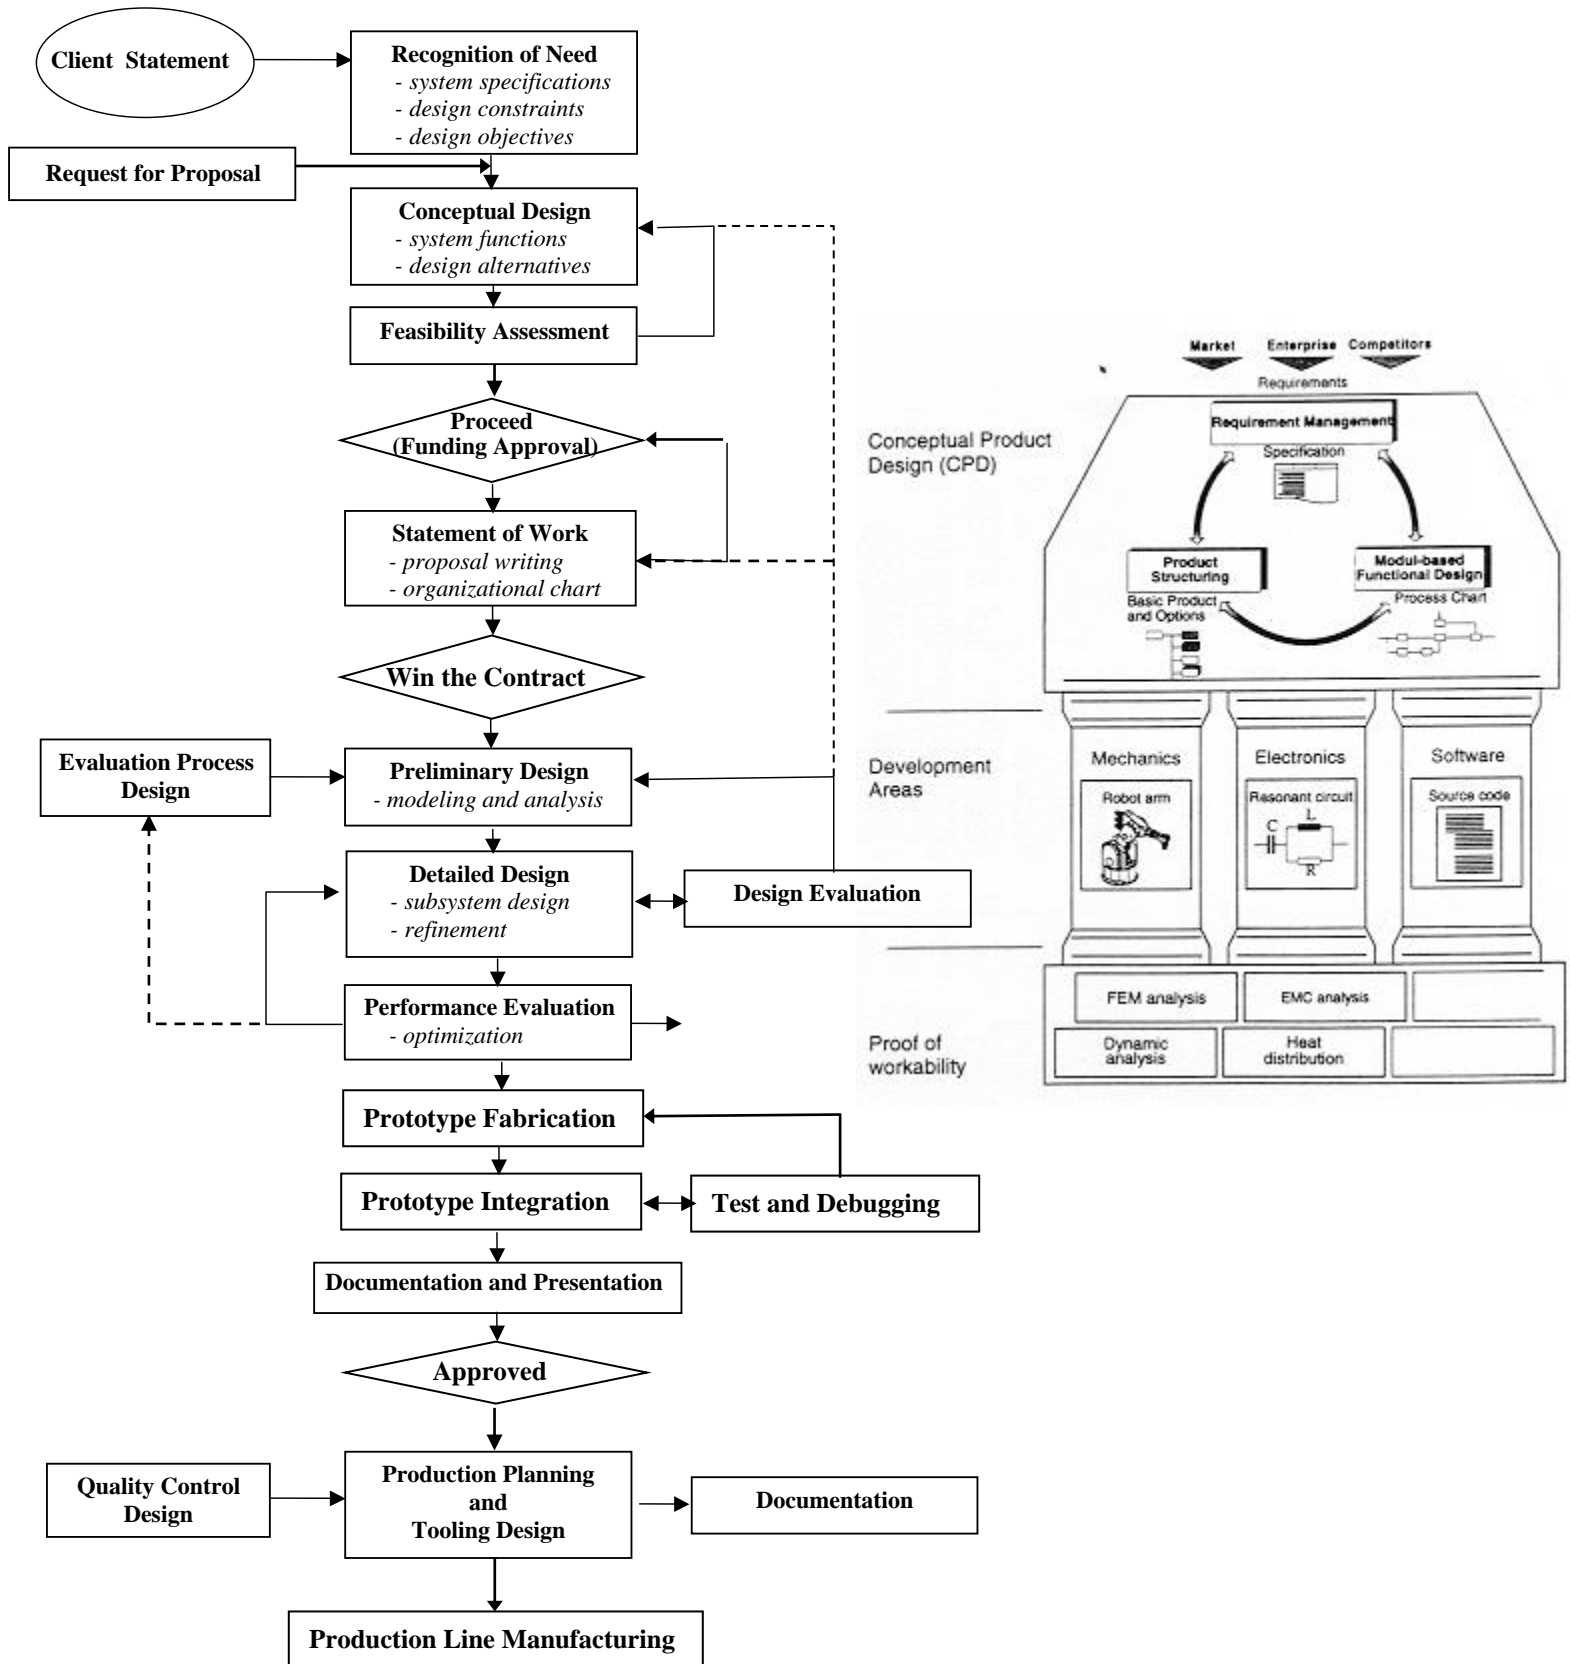 Client Statement
Recognition of Need
- system specifications
- design constraints
- design objectives
Request for Proposal
Conceptual Design
- system functions
- design alternatives
Feasibility Assessment
Proceed
(Funding Approval)
Statement of Work
- proposal writing
- organizational chart
Win the Contract
Evaluation Process
Design
Preliminary Design
- modeling and analysis
Detailed Design
- subsystem design
- refinement
Design Evaluation
Performance Evaluation
- optimization
Prototype Fabrication
Prototype Integration
Test and Debugging
Documentation and Presentation
Approved
Quality Control
Design
Production Planning
and
Tooling Design
Documentation
Production Line Manufacturing
Market
Enterprise
Competitors
Requirements
Requirement Management
Specification
Conceptual Product
Design (CPD)
Product
Structuring
Basic Product
and Options
Modul-based
Functional Design
Process Chart
Development
Areas
Mechanics
Robot arm
Electronics
Resonant circuit
C
L
R
Software
Source code
Proof of
workability
FEM analysis
EMC analysis
Dynamic
analysis
Heat
distribution